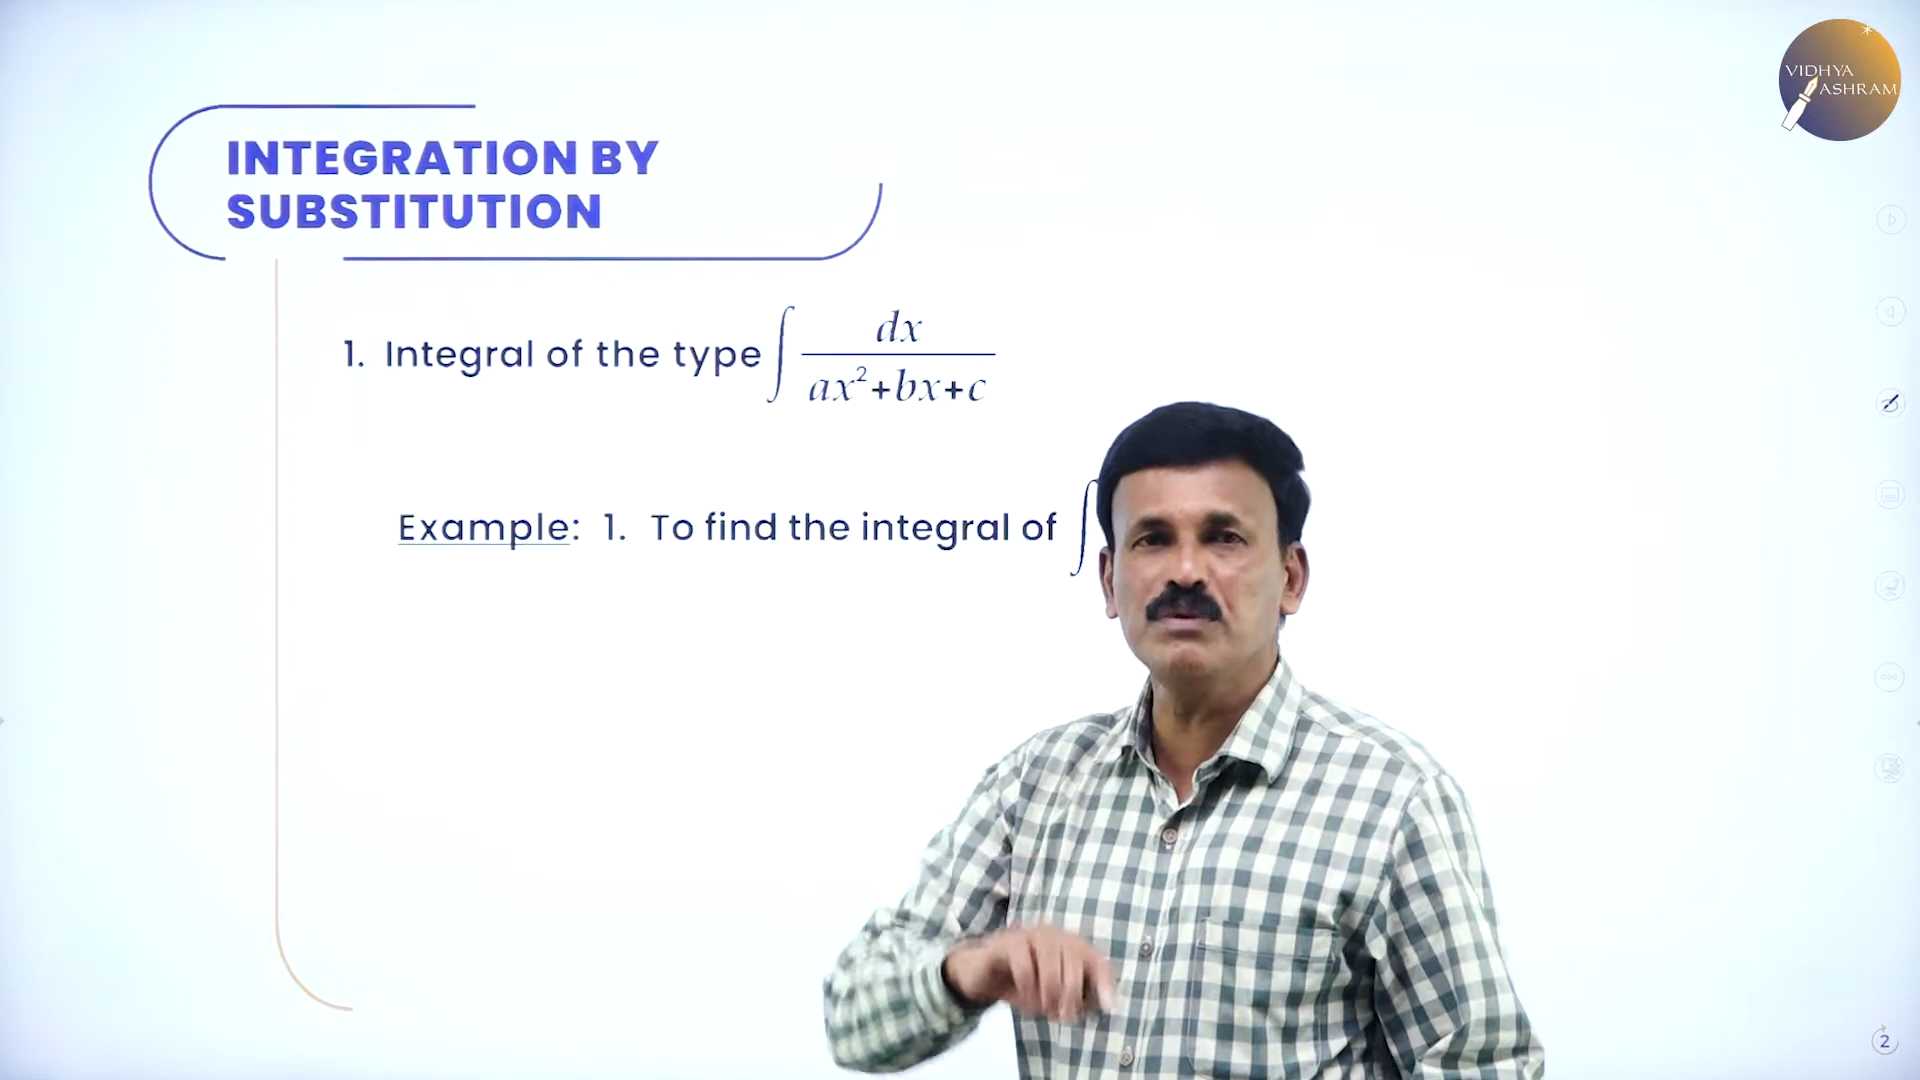 VIDHYA
ASHRAM
INTEGRATION BY
SUBSTITUTION
1. Integral of the type ∫ dx / ax²+bx+c
Example: 1. To find the integral of ∫
2